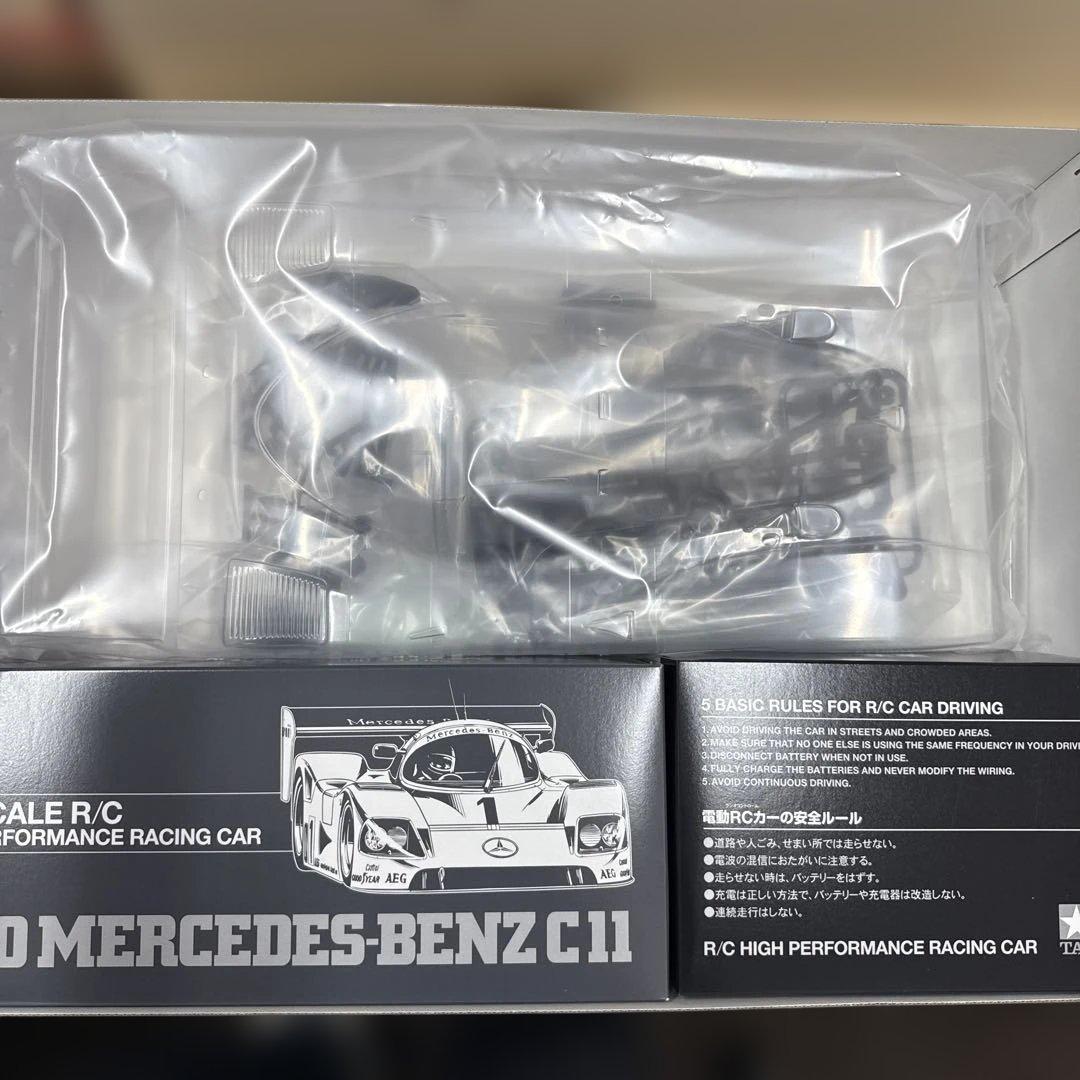 Mercedes-B
Mercedes-Benz
1
Cottel
GOODYEAR
AEG
AEG
CALE R/C
RFORMANCE RACING CAR
0 MERCEDES-BENZ C11
5 BASIC RULES FOR R/C CAR DRIVING
1.AVOID DRIVING THE CAR IN STREETS AND CROWDED AREAS.
2.MAKE SURE THAT NO ONE ELSE IS USING THE SAME FREQUENCY IN YOUR DRIVI
3.DISCONNECT BATTERY WHEN NOT IN USE.
4.FULLY CHARGE THE BATTERIES AND NEVER MODIFY THE WIRING.
5.AVOID CONTINUOUS DRIVING.
電動RCカーの安全ルール
●道路や人ごみ、せまい所では走らせない。
●電波の混信におたがいに注意する。
●走らせない時は、バッテリーをはずす。
●充電は正しい方法で、バッテリーや充電器は改造しない。
●連続走行はしない。
R/C HIGH PERFORMANCE RACING CAR
TA